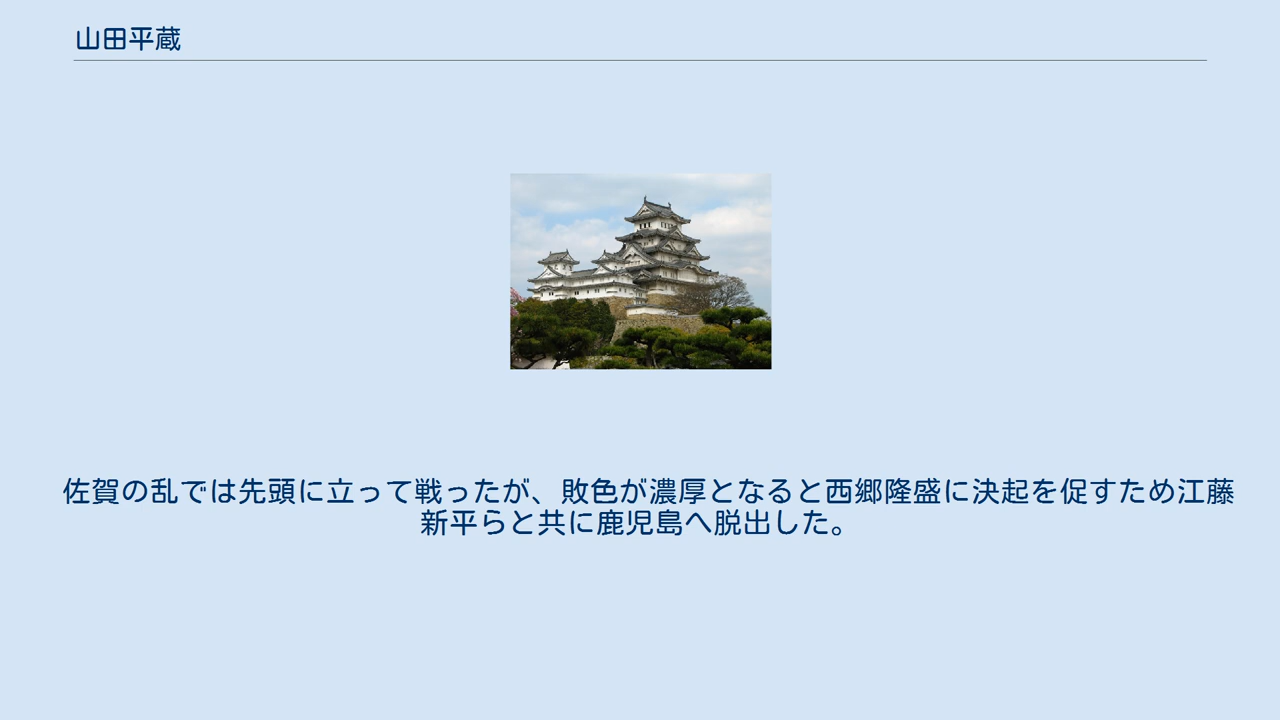 山田平蔵
佐賀の乱では先頭に立って戦ったが、敗色が濃厚となると西郷隆盛に決起を促すため江藤
新平らと共に鹿児島へ脱出した。